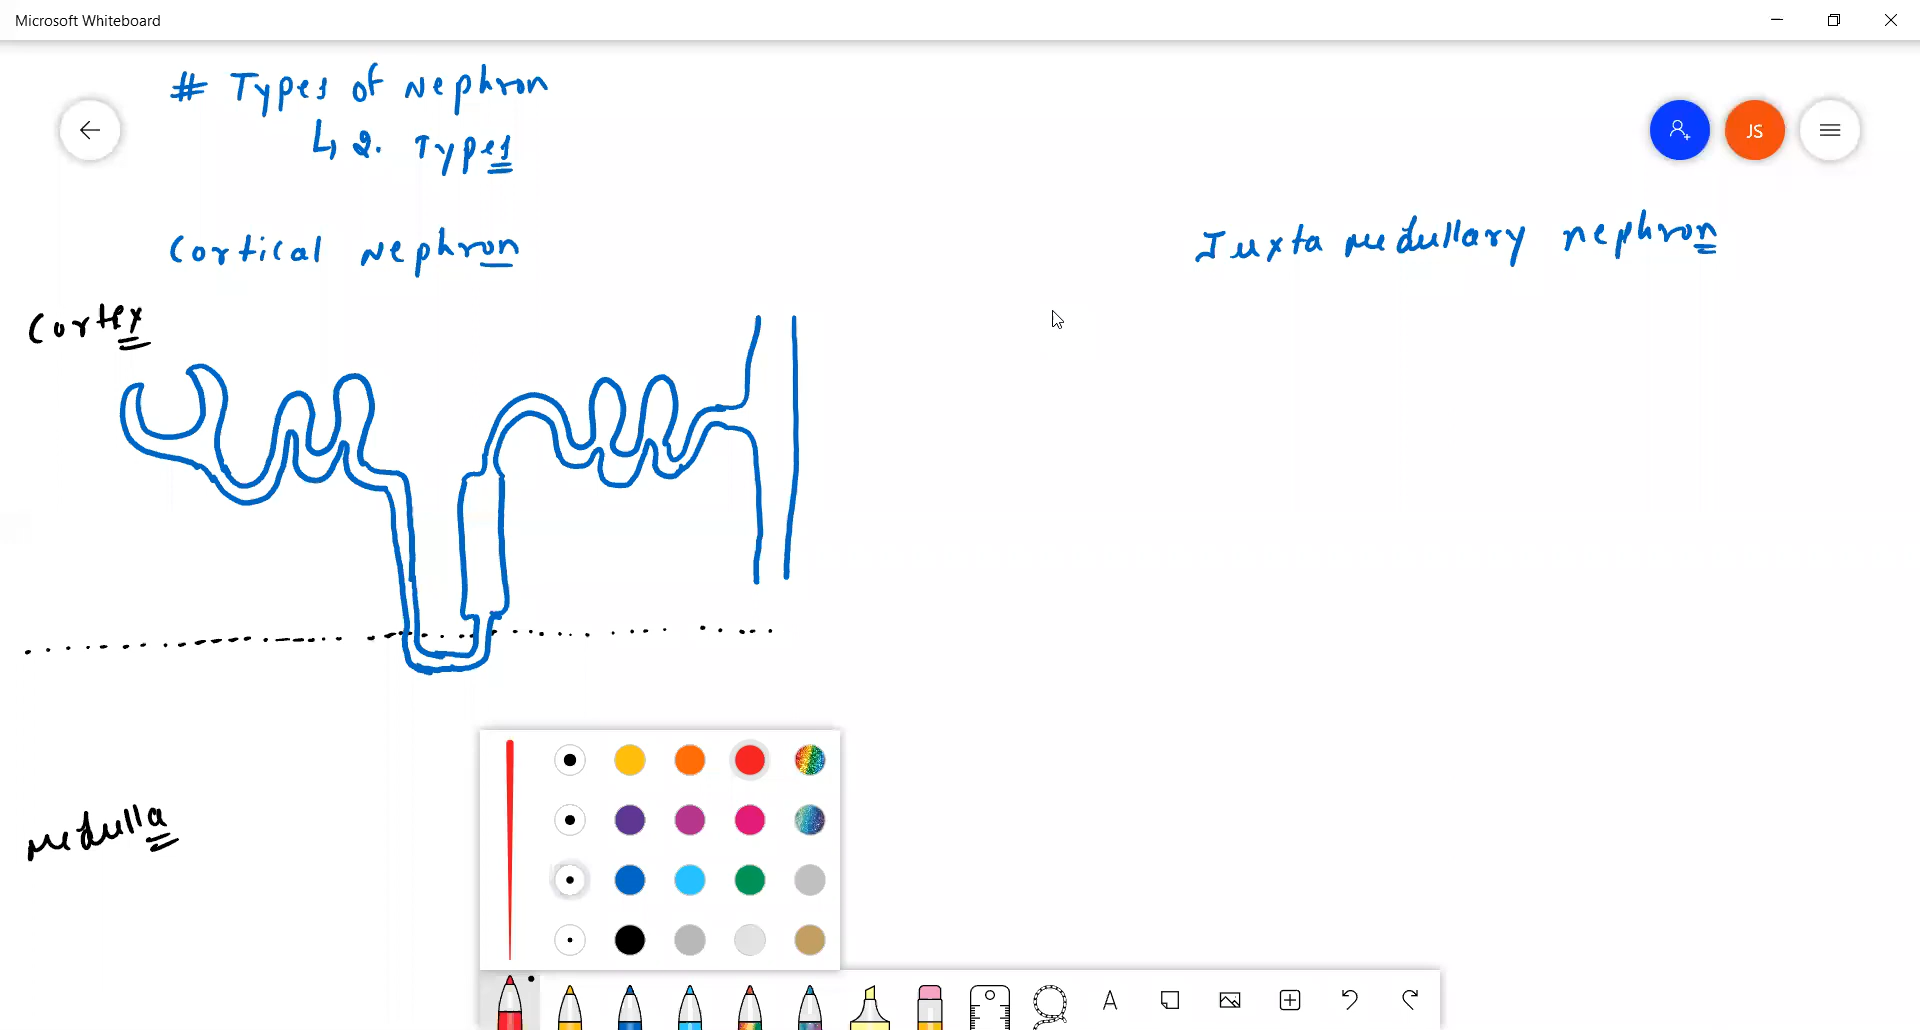 Microsoft Whiteboard
# Types of Nephron
↳ 2. Types
JS
Cortical Nephron
Juxta medullary nephron
Cortex
medulla
A